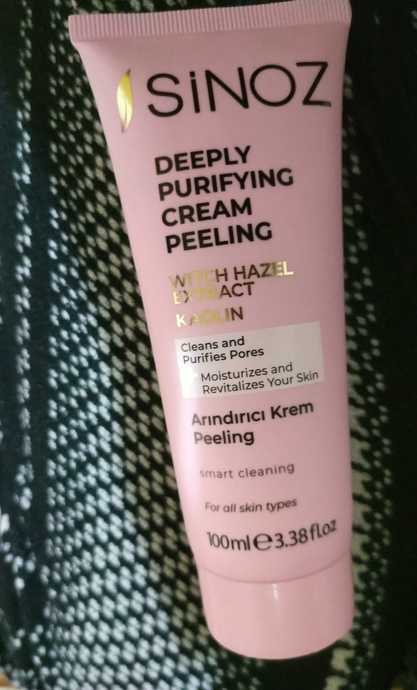 SiNOZ
DEEPLY
PURIFYING
CREAM
PEELING
WITCH HAZEL
EXTRACT
KAOLIN
Cleans and
Purifies Pores
Moisturizes and
Revitalizes Your Skin
Arındırıcı Krem
Peeling
smart cleaning
For all skin types
100ml℮3.38fl.oz